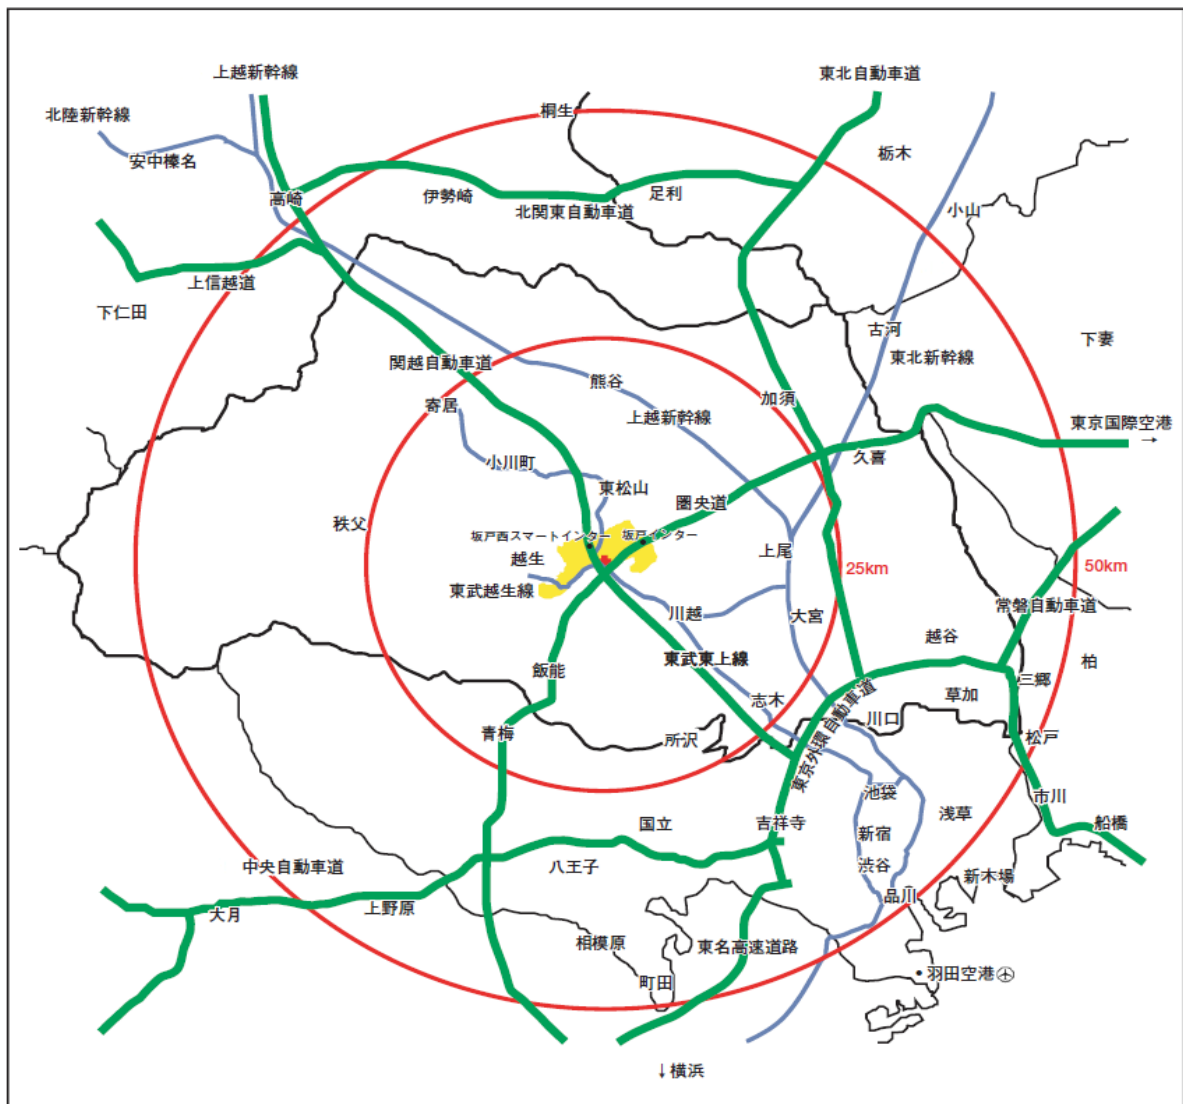 上越新幹線
東北自動車道
北陸新幹線
桐生
安中榛名
栃木
高崎
伊勢崎
足利
北関東自動車道
小山
上信越道
下仁田
古河
下妻
東北新幹線
関越自動車道
熊谷
加須
寄居
上越新幹線
東京国際空港
→
久喜
小川町
東松山
圏央道
秩父
坂戸西スマートインター
坂戸インター
上尾
越生
25km
50km
東武越生線
常磐自動車道
川越
大宮
越谷
東武東上線
柏
飯能
三郷
志木
草加
東京外環自動車道
川口
青梅
所沢
松戸
池袋
市川
浅草
国立
吉祥寺
船橋
新宿
中央自動車道
八王子
渋谷
新木場
品川
大月
上野原
相模原
東名高速道路
町田
羽田空港
↓横浜